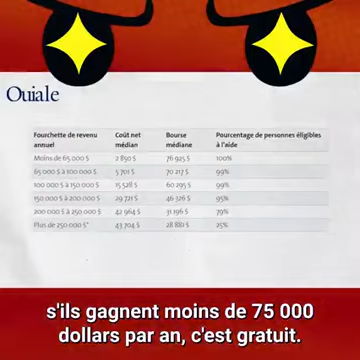 Ouiale
Fourchette de revenu annuel | Coût net médian | Bourse médiane | Pourcentage de personnes éligibles à l'aide
Moins de 65 000 $ | 2 850 $ | 76 925 $ | 100%
65 000 $ à 100 000 $ | 5 701 $ | 70 217 $ | 99%
100 000 $ à 150 000 $ | 15 528 $ | 60 295 $ | 99%
150 000 $ à 200 000 $ | 29 721 $ | 46 326 $ | 95%
200 000 $ à 250 000 $ | 42 964 $ | 31 196 $ | 79%
Plus de 250 000 $* | 43 704 $ | 28 881 $ | 25%
s'ils gagnent moins de 75 000
dollars par an, c'est gratuit.